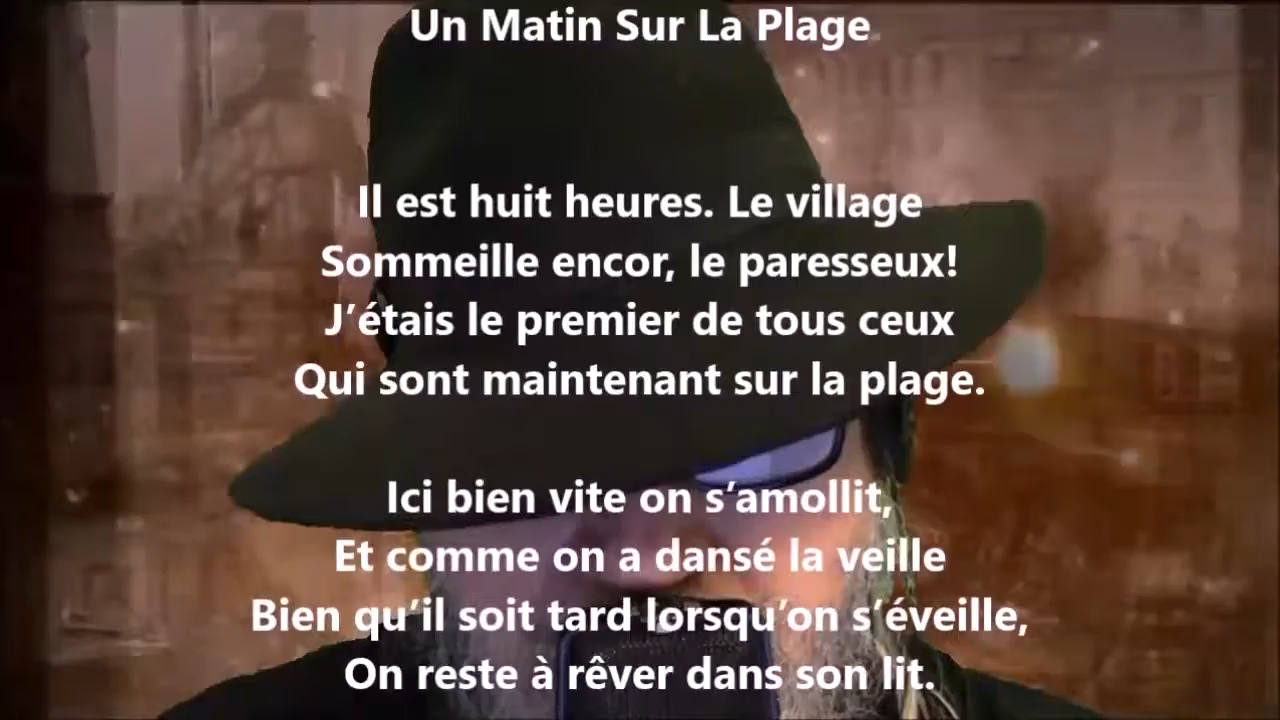 Un Matin Sur La Plage
Il est huit heures. Le village
Sommeille encor, le paresseux!
J’étais le premier de tous ceux
Qui sont maintenant sur la plage.
Ici bien vite on s’amollit,
Et comme on a dansé la veille
Bien qu’il soit tard lorsqu’on s’éveille,
On reste à rêver dans son lit.